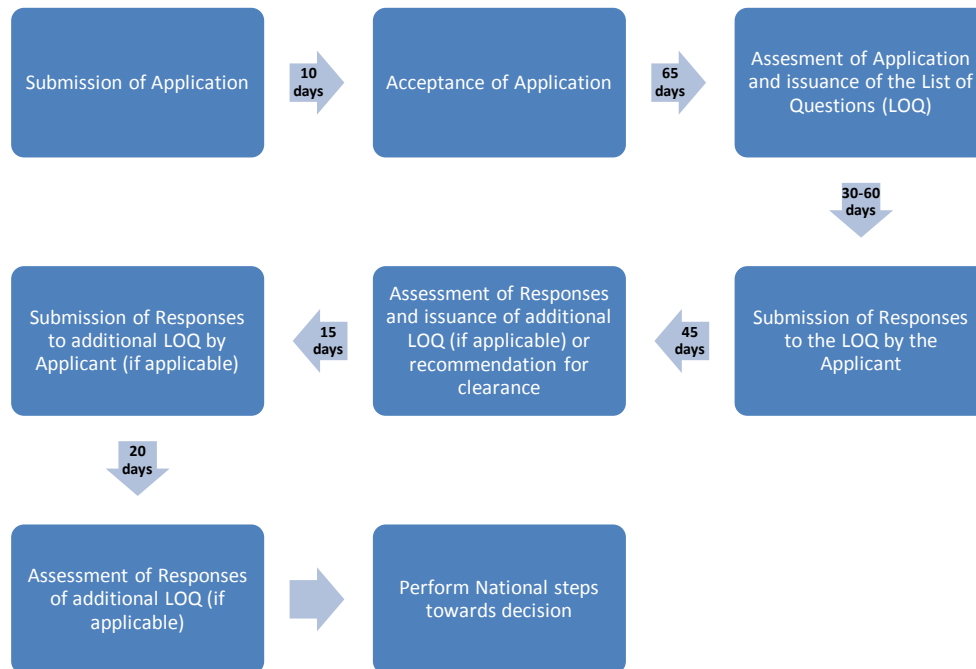 Submission of Application
10
days
Acceptance of Application
65
days
Assesment of Application
and issuance of the List of
Questions (LOQ)
30-60
days
Submission of Responses
to the LOQ by the
Applicant
45
days
Assessment of Responses
and issuance of additional
LOQ (if applicable) or
recommendation for
clearance
15
days
Submission of Responses
to additional LOQ by
Applicant (if applicable)
20
days
Assessment of Responses
of additional LOQ (if
applicable)
Perform National steps
towards decision